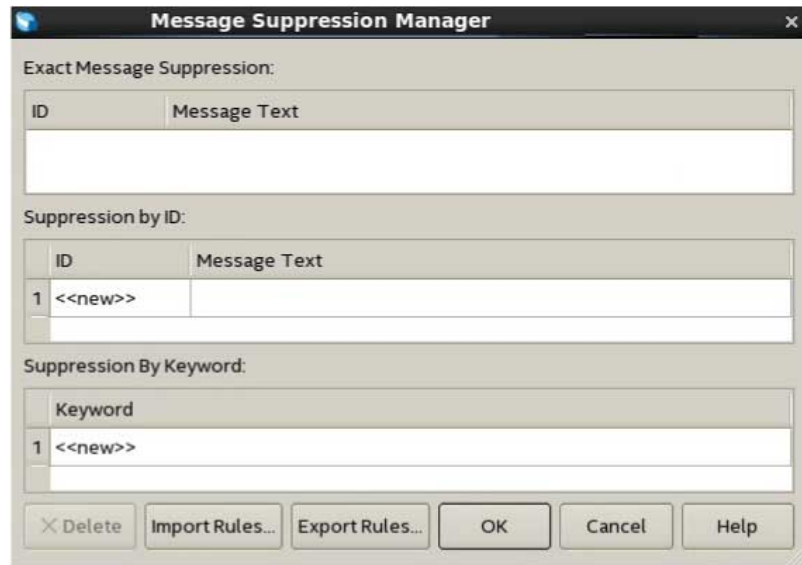 Message Suppression Manager
Exact Message Suppression:
ID Message Text
Suppression by ID:
ID Message Text
1 <<new>>
Suppression By Keyword:
Keyword
1 <<new>>
Delete Import Rules... Export Rules... OK Cancel Help